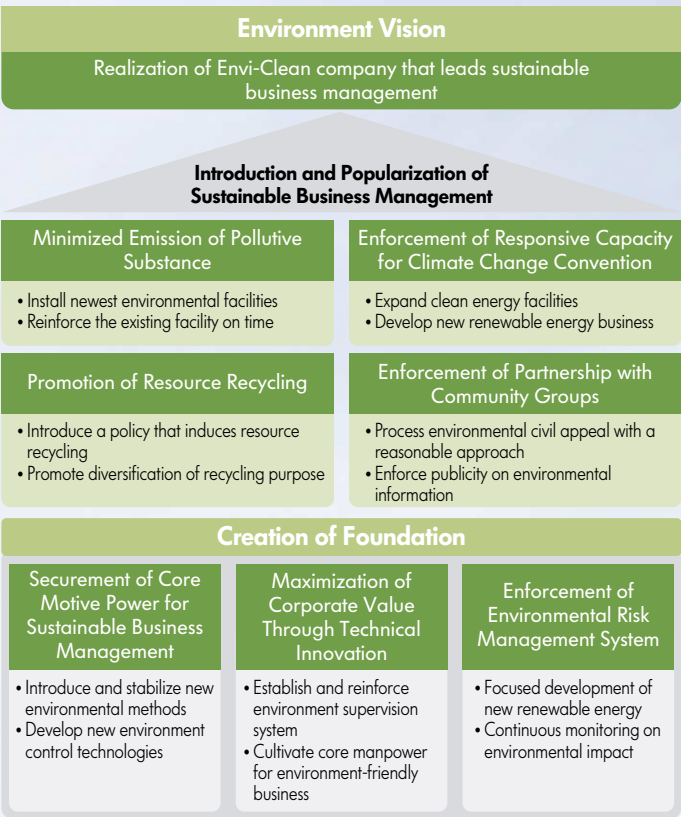 Environment Vision
Realization of Envi-Clean company that leads sustainable
business management
Introduction and Popularization of
Sustainable Business Management
Minimized Emission of Pollutive
Substance
• Install newest environmental facilities
• Reinforce the existing facility on time
Enforcement of Responsive Capacity
for Climate Change Convention
• Expand clean energy facilities
• Develop new renewable energy business
Promotion of Resource Recycling
• Introduce a policy that induces resource
recycling
• Promote diversification of recycling purpose
Enforcement of Partnership with
Community Groups
• Process environmental civil appeal with a
reasonable approach
• Enforce publicity on environmental
information
Creation of Foundation
Securement of Core
Motive Power for
Sustainable Business
Management
• Introduce and stabilize new
environmental methods
• Develop new environment
control technologies
Maximization of
Corporate Value
Through Technical
Innovation
• Establish and reinforce
environment supervision
system
• Cultivate core manpower
for environment-friendly
business
Enforcement of
Environmental Risk
Management System
• Focused development of
new renewable energy
• Continuous monitoring on
environmental impact